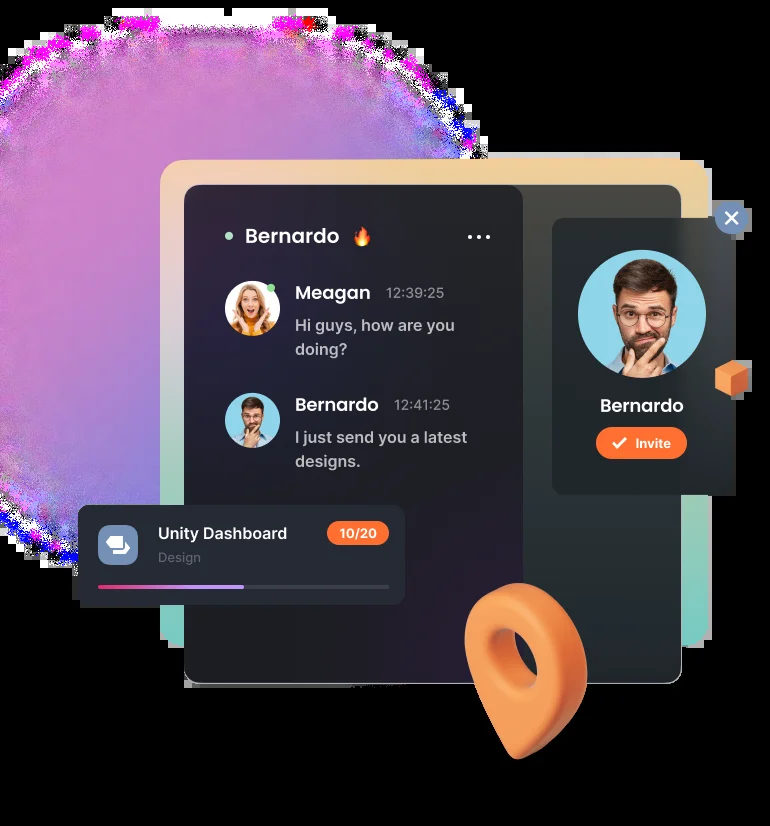 Bernardo 🔥
Meagan 12:39:25
Hi guys, how are you
doing?
Bernardo 12:41:25
I just send you a latest
designs.
Bernardo
Invite
Unity Dashboard 10/20
Design